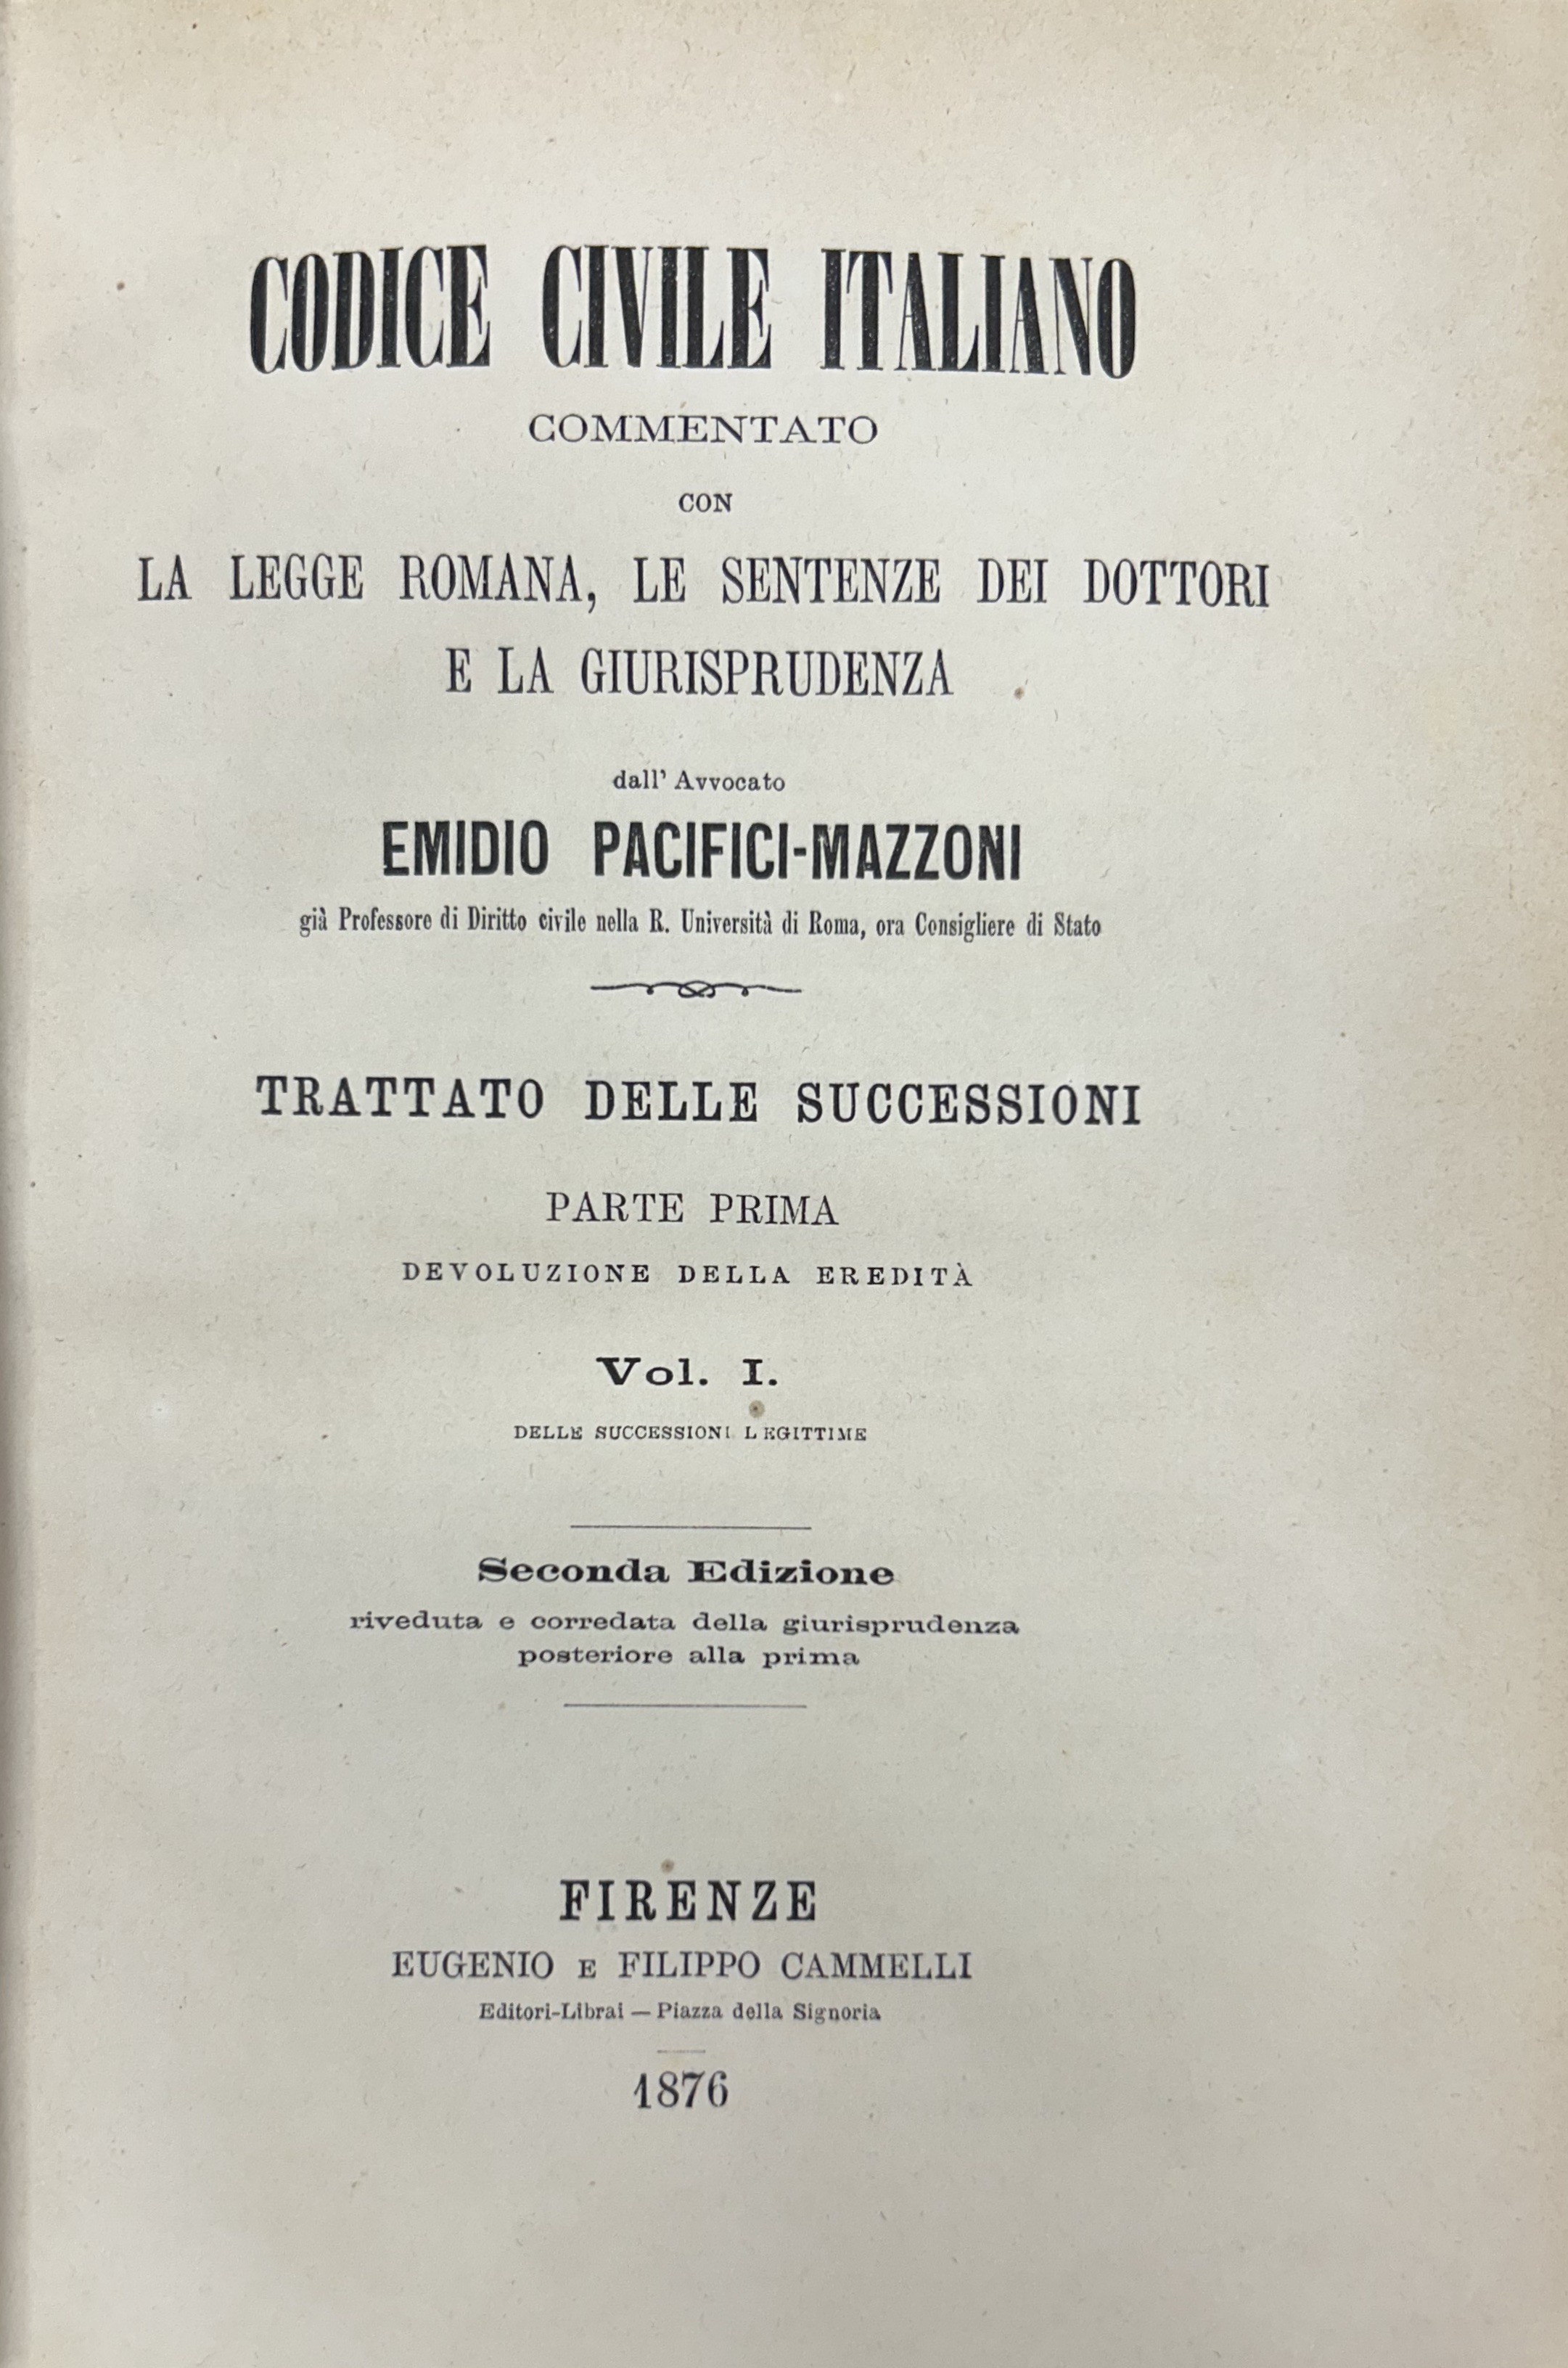 CODICE CIVILE ITALIANO
COMMENTATO
CON
LA LEGGE ROMANA, LE SENTENZE DEI DOTTORI
E LA GIURISPRUDENZA
dall' Avvocato
EMIDIO PACIFICI-MAZZONI
già Professore di Diritto civile nella R. Università di Roma, ora Consigliere di Stato
TRATTATO DELLE SUCCESSIONI
PARTE PRIMA
DEVOLUZIONE DELLA EREDITÀ
Vol. I.
DELLE SUCCESSIONI LEGITTIME
Seconda Edizione
riveduta e corredata della giurisprudenza
posteriore alla prima
FIRENZE
EUGENIO E FILIPPO CAMMELLI
Editori-Librai — Piazza della Signoria
1876